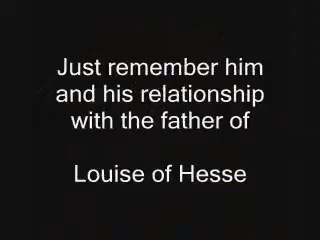 Just remember him
and his relationship
with the father of
Louise of Hesse